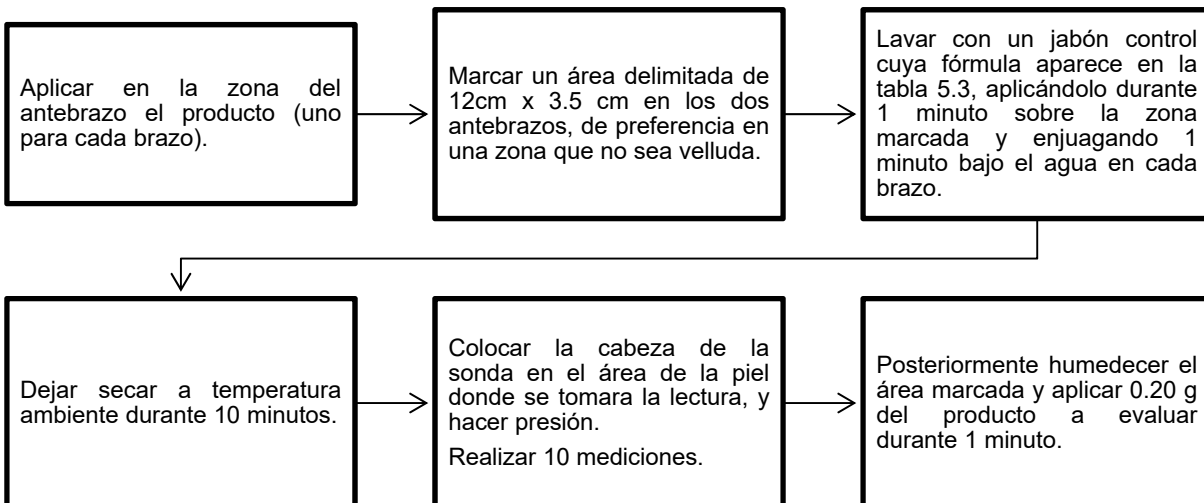 Aplicar en la zona del
antebrazo el producto (uno
para cada brazo).
Marcar un área delimitada de
12cm x 3.5 cm en los dos
antebrazos, de preferencia en
una zona que no sea velluda.
Lavar con un jabón control
cuya fórmula aparece en la
tabla 5.3, aplicándolo durante
1 minuto sobre la zona
marcada y enjuagando 1
minuto bajo el agua en cada
brazo.
Dejar secar a temperatura
ambiente durante 10 minutos.
Colocar la cabeza de la
sonda en el área de la piel
donde se tomara la lectura, y
hacer presión.
Realizar 10 mediciones.
Posteriormente humedecer el
área marcada y aplicar 0.20 g
del producto a evaluar
durante 1 minuto.